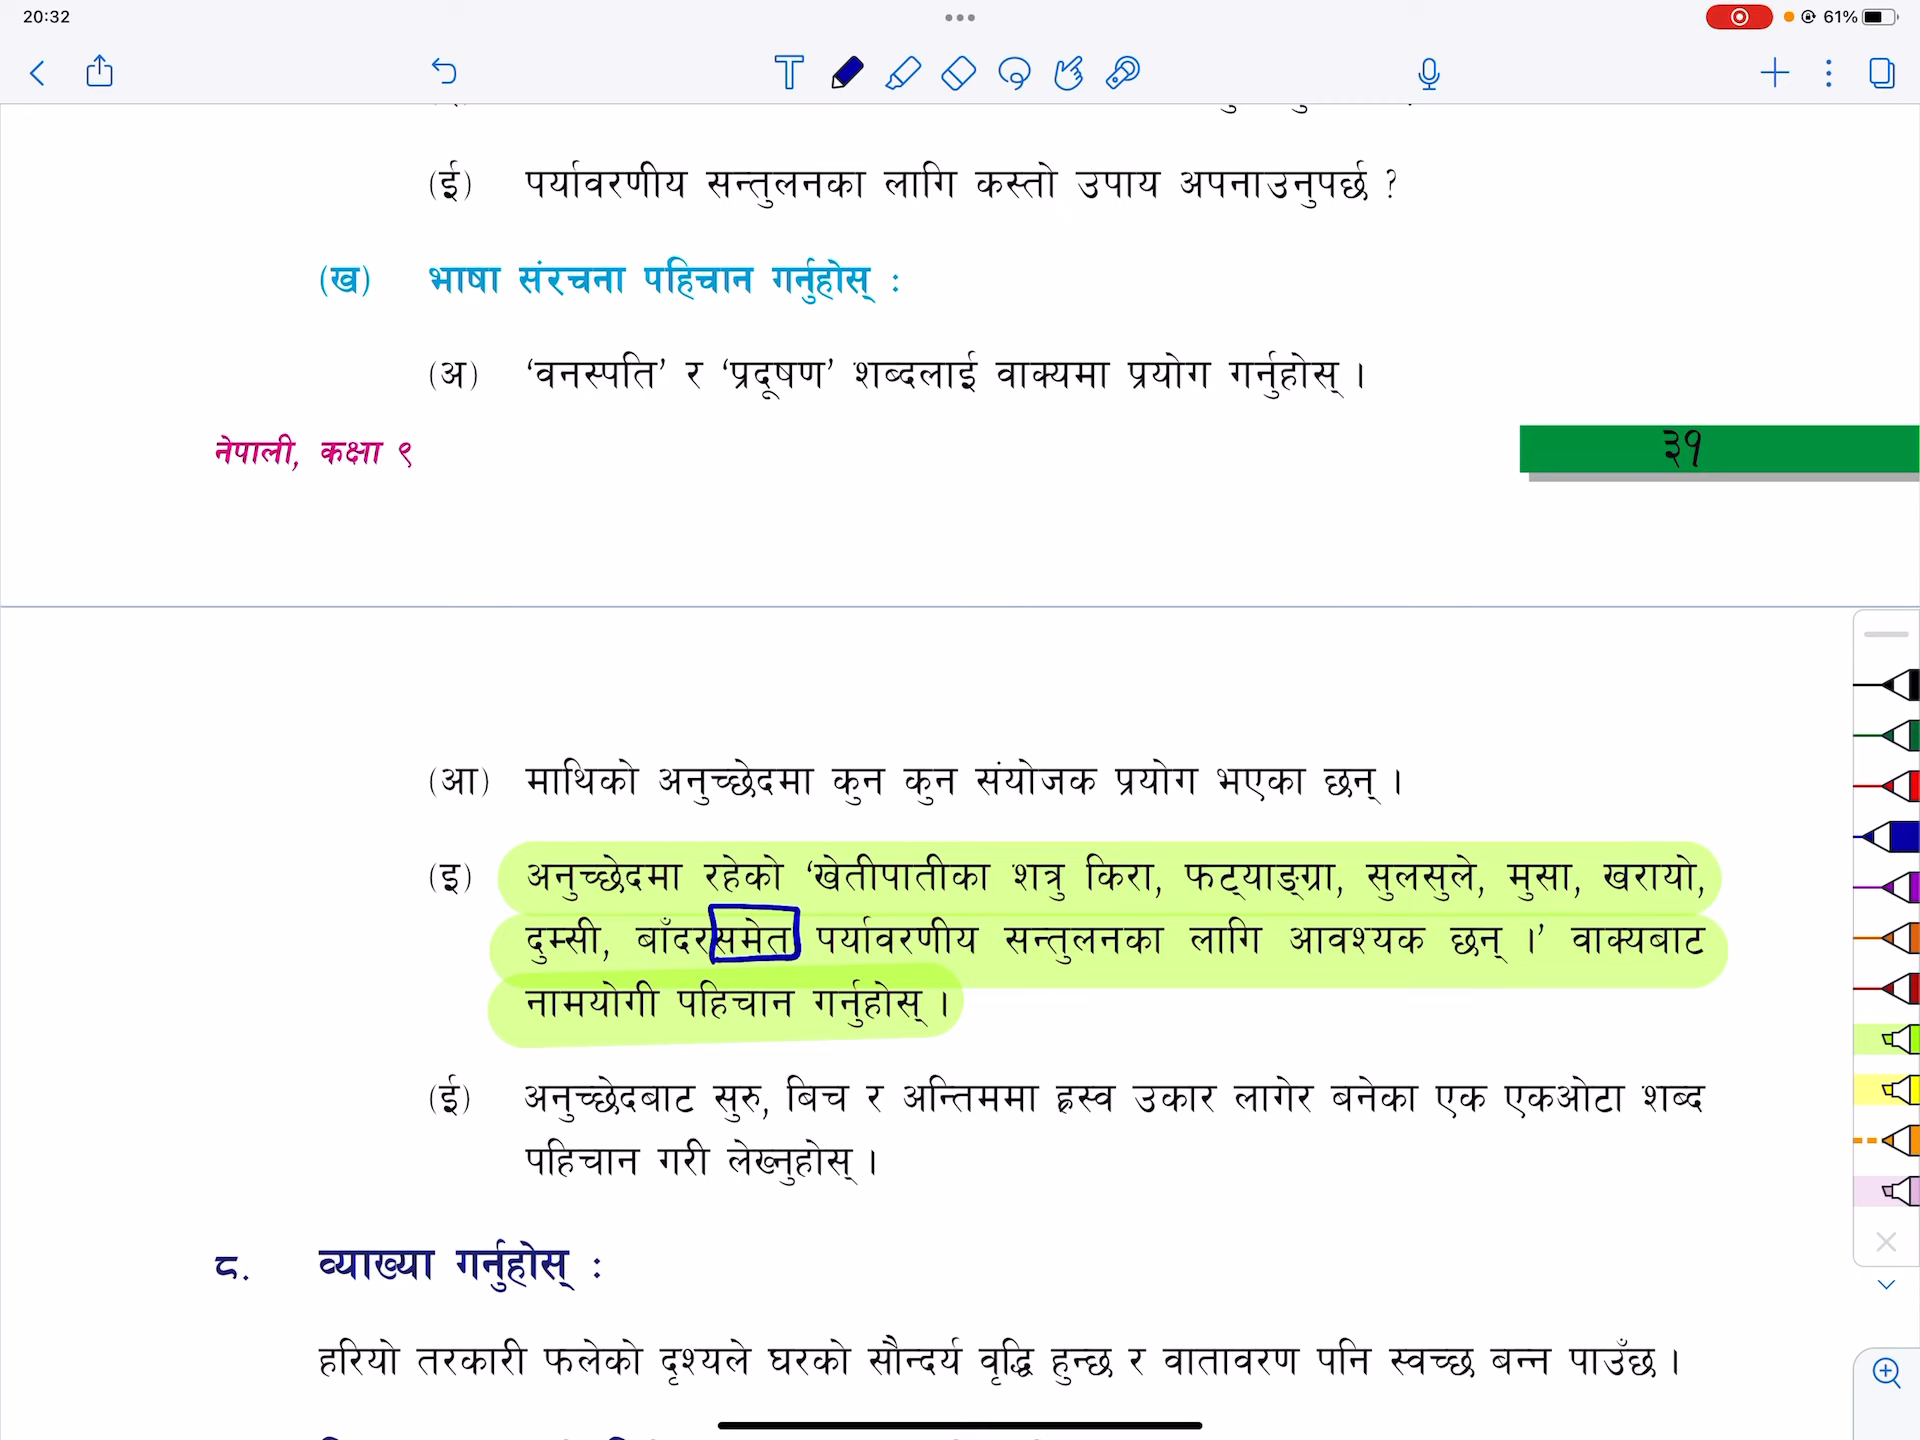 20:32
61%
(ई) पर्यावरणीय सन्तुलनका लागि कस्तो उपाय अपनाउनुपर्छ ?
(ख) भाषा संरचना पहिचान गर्नुहोस् :
(अ) ‘वनस्पति’ र ‘प्रदूषण’ शब्दलाई वाक्यमा प्रयोग गर्नुहोस् ।
नेपाली, कक्षा ९
३१
(आ) माथिको अनुच्छेदमा कुन कुन संयोजक प्रयोग भएका छन् ।
(इ) अनुच्छेदमा रहेको ‘खेतीपातीका शत्रु किरा, फट्याङ्ग्रा, सुलसुले, मुसा, खरायो,
दुम्सी, बाँदरसमेत पर्यावरणीय सन्तुलनका लागि आवश्यक छन् ।’ वाक्यबाट
नामयोगी पहिचान गर्नुहोस् ।
(ई) अनुच्छेदबाट सुरु, बिच र अन्तिममा ह्रस्व उकार लागेर बनेका एक एकओटा शब्द
पहिचान गरी लेख्नुहोस् ।
८. व्याख्या गर्नुहोस् :
हरियो तरकारी फलेको दृश्यले घरको सौन्दर्य वृद्धि हुन्छ र वातावरण पनि स्वच्छ बन्न पाउँछ ।